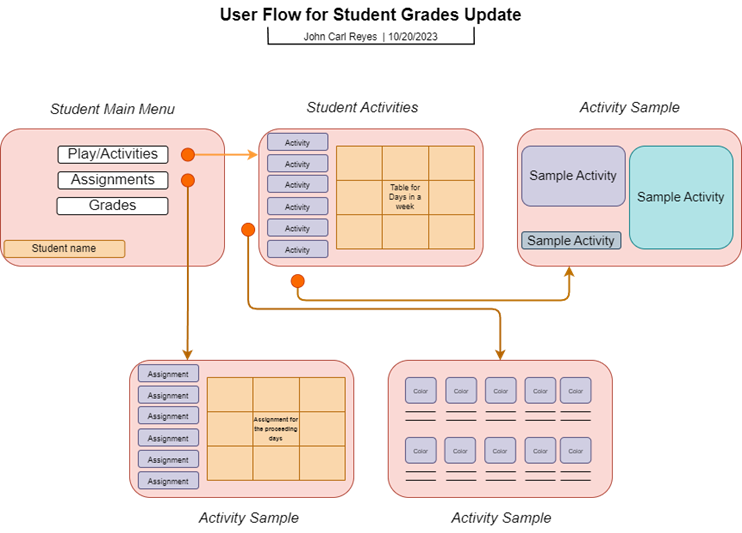 User Flow for Student Grades Update
John Carl Reyes | 10/20/2023
Student Main Menu
Play/Activities
Assignments
Grades
Student name
Student Activities
Activity
Activity
Activity
Activity
Activity
Activity
Table for
Days in a
week
Activity Sample
Sample Activity
Sample Activity
Sample Activity
Assignment
Assignment
Assignment
Assignment
Assignment
Assignment
Assignment for
the proseeding
days
Activity Sample
Color Color Color Color Color
Color Color Color Color Color
Activity Sample